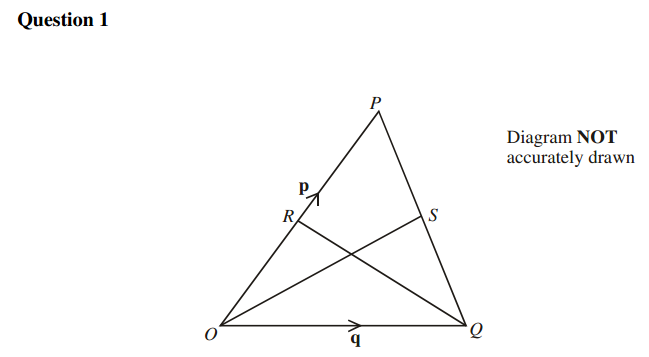 Question 1
P
Diagram NOT
accurately drawn
p
R
S
O
q
Q